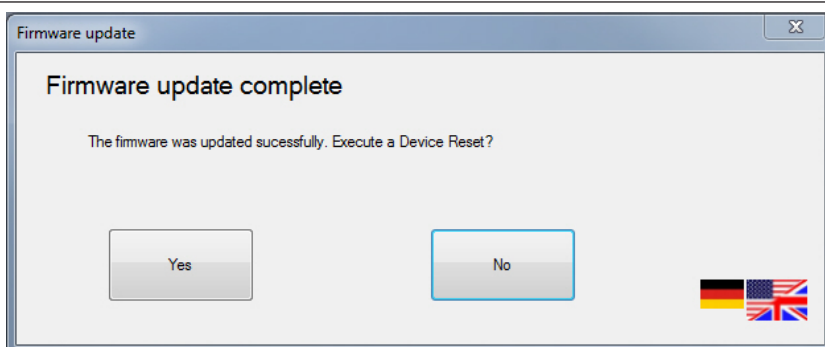 Firmware update
Firmware update complete
The firmware was updated sucessfully. Execute a Device Reset?
Yes
No